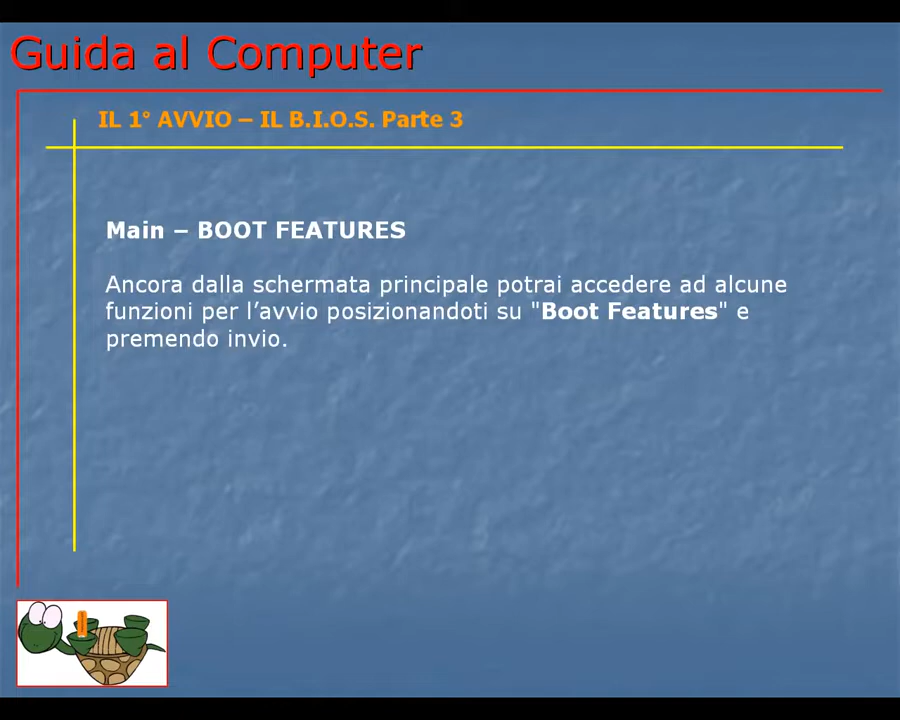 Guida al Computer
IL 1° AVVIO – IL B.I.O.S. Parte 3
Main – BOOT FEATURES
Ancora dalla schermata principale potrai accedere ad alcune
funzioni per l’avvio posizionandoti su "Boot Features" e
premendo invio.